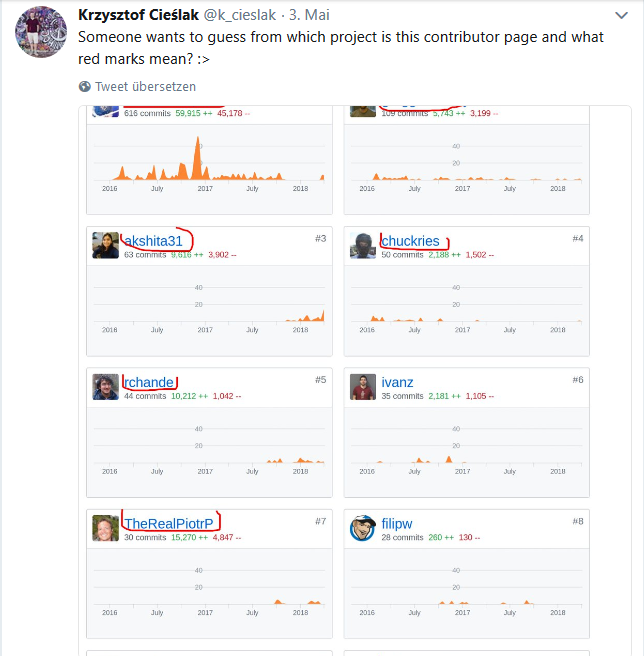 Krzysztof Cieślak @k_cieslak · 3. Mai
Someone wants to guess from which project is this contributor page and what
red marks mean? :>
Tweet übersetzen
616 commits 59,915 ++ 45,178 --
40
20
2016 July 2017 July 2018
109 commits 5,743 ++ 3,199 --
40
20
2016 July 2017 July 2018
akshita31 #3
63 commits 9,616 ++ 3,902 --
40
20
2016 July 2017 July 2018
chuckries #4
50 commits 2,188 ++ 1,502 --
40
20
2016 July 2017 July 2018
rchande #5
44 commits 10,212 ++ 1,042 --
40
20
2016 July 2017 July 2018
ivanz #6
35 commits 2,181 ++ 1,105 --
40
20
2016 July 2017 July 2018
TheRealPiotrP #7
30 commits 15,270 ++ 4,847 --
40
20
2016 July 2017 July 2018
filipw #8
28 commits 260 ++ 130 --
40
20
2016 July 2017 July 2018